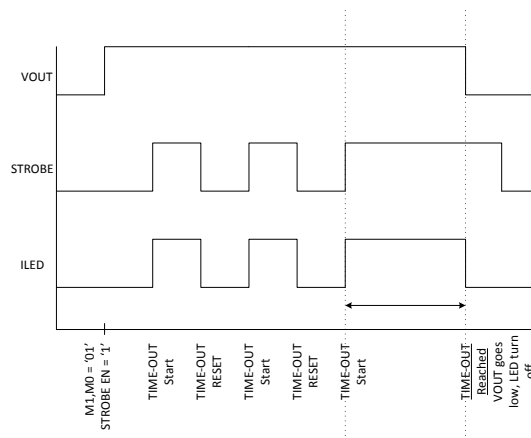 VOUT
STROBE
ILED
M1,M0 = ‘01’
STROBE EN = ‘1’
TIME-OUT
Start
TIME-OUT
RESET
TIME-OUT
Start
TIME-OUT
RESET
TIME-OUT
Start
TIME-OUT
Reached
VOUT goes
low, LED turn
off